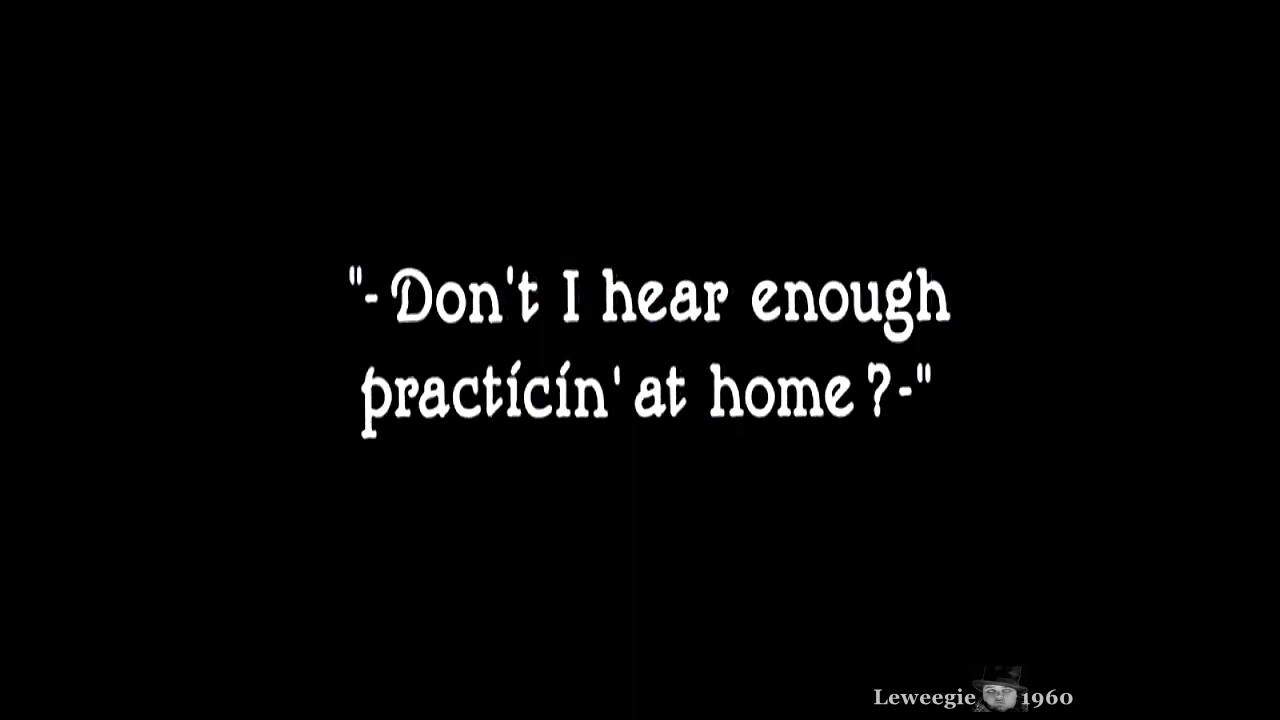 "-Don't I hear enough
practicin' at home?-"
Leweegie 1960